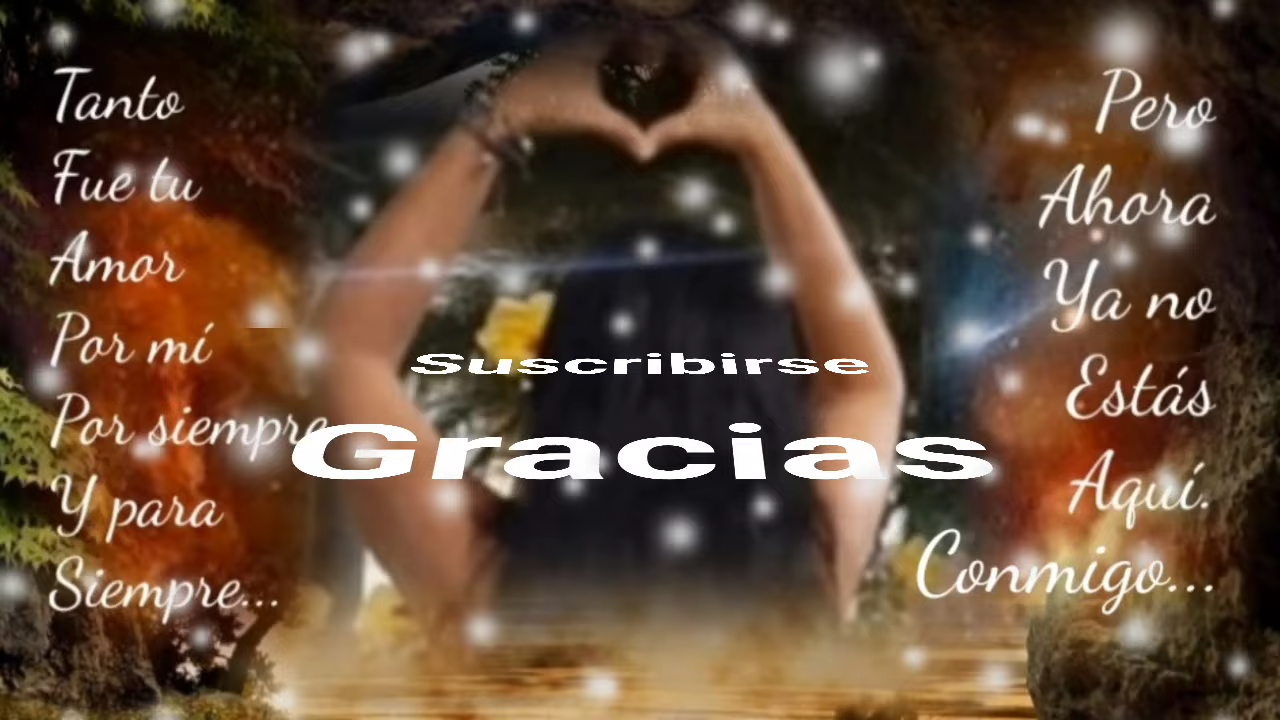 Tanto
Fue tu
Amor
Por mí
Por siempre
Y para
Siempre...
Pero
Ahora
Ya no
Estás
Aquí.
Conmigo...
Suscribirse
Gracias